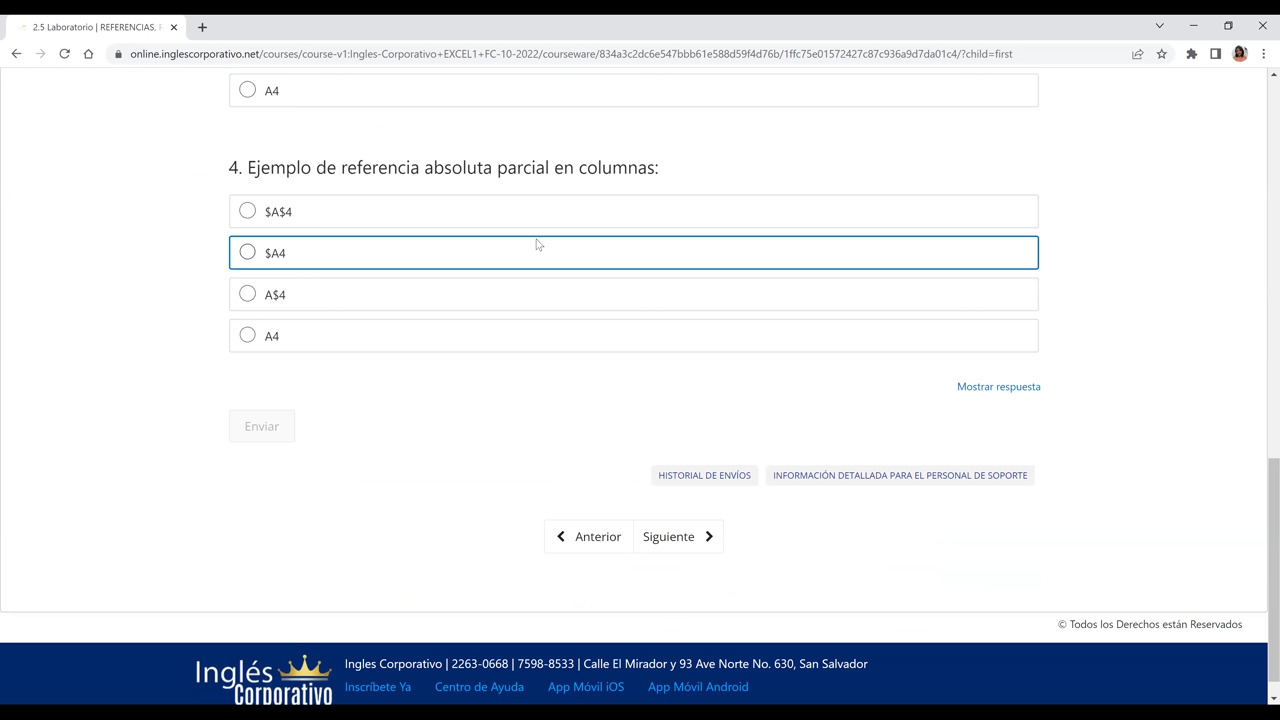 2.5 Laboratorio | REFERENCIAS,
online.inglescorporativo.net/courses/course-v1:Ingles-Corporativo+EXCEL1+FC-10-2022/courseware/834a3c2dc6e547bbb61e588d59f4d76b/1ffc75e01572427c87c936a9d7da01c4/?child=first
A4
4. Ejemplo de referencia absoluta parcial en columnas:
$A$4
$A4
A$4
A4
Mostrar respuesta
Enviar
HISTORIAL DE ENVÍOS INFORMACIÓN DETALLADA PARA EL PERSONAL DE SOPORTE
Anterior Siguiente
© Todos los Derechos están Reservados
Inglés Corporativo
Ingles Corporativo | 2263-0668 | 7598-8533 | Calle El Mirador y 93 Ave Norte No. 630, San Salvador
Inscríbete Ya Centro de Ayuda App Móvil iOS App Móvil Android